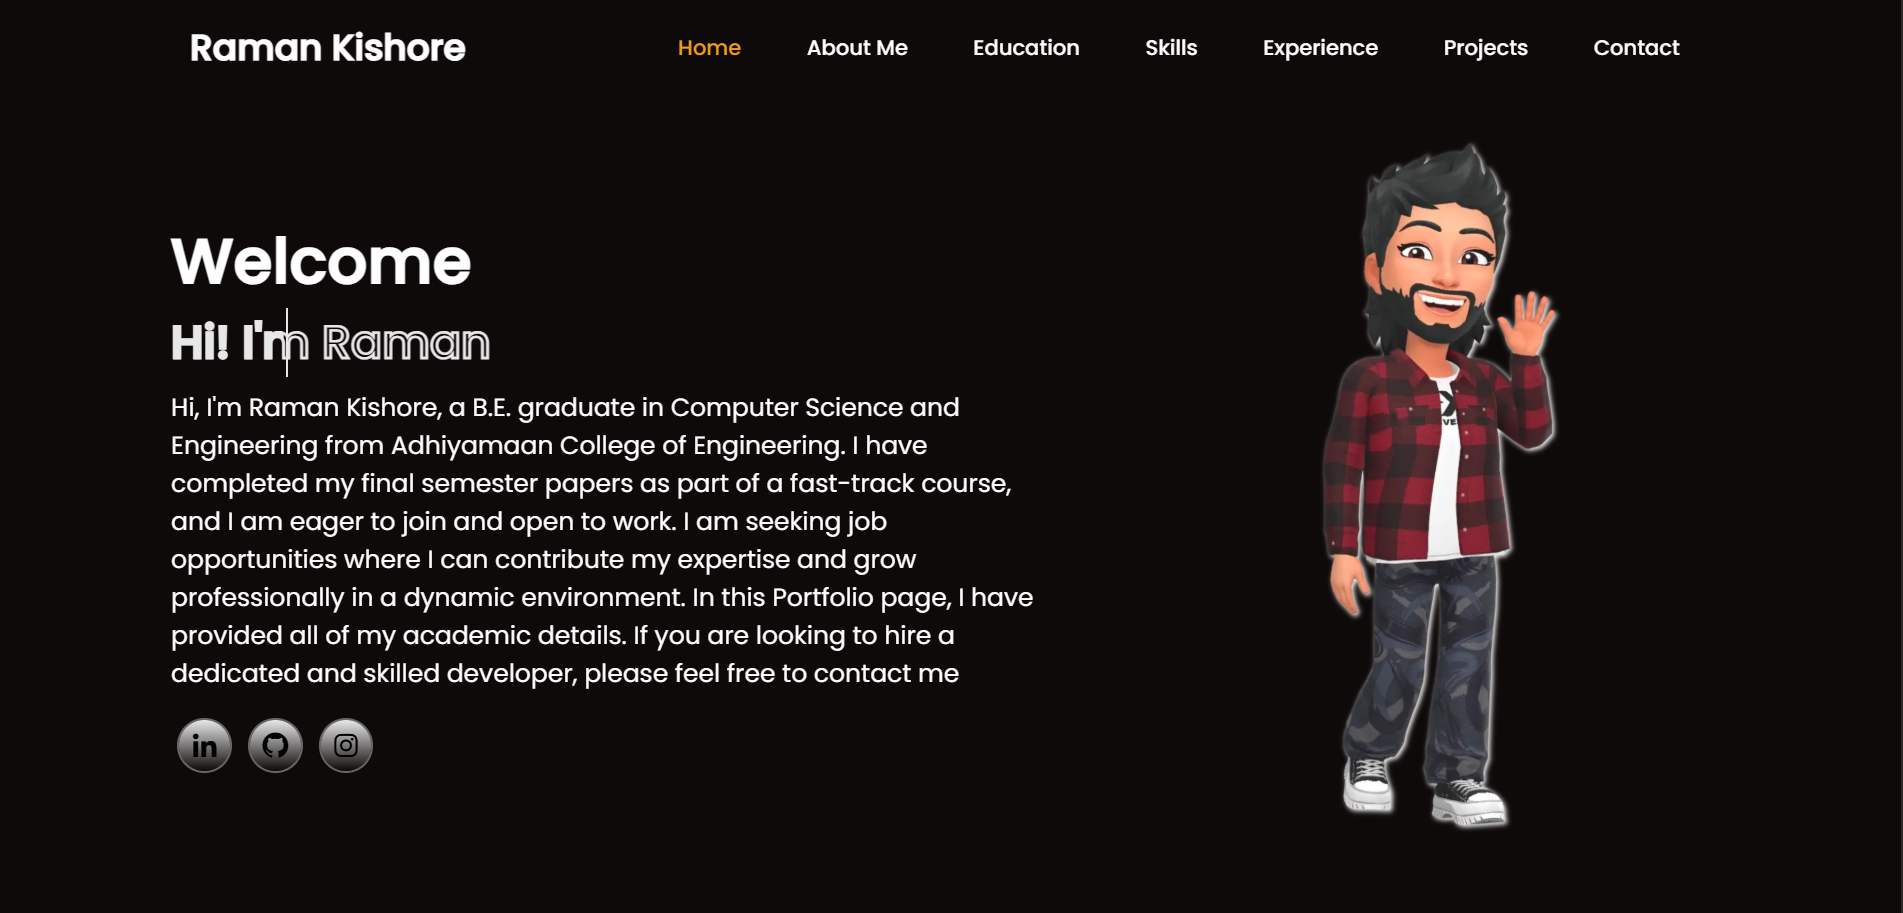 Raman Kishore
Home About Me Education Skills Experience Projects Contact
Welcome
Hi! I'm Raman
Hi, I'm Raman Kishore, a B.E. graduate in Computer Science and
Engineering from Adhiyamaan College of Engineering. I have
completed my final semester papers as part of a fast-track course,
and I am eager to join and open to work. I am seeking job
opportunities where I can contribute my expertise and grow
professionally in a dynamic environment. In this Portfolio page, I have
provided all of my academic details. If you are looking to hire a
dedicated and skilled developer, please feel free to contact me
in